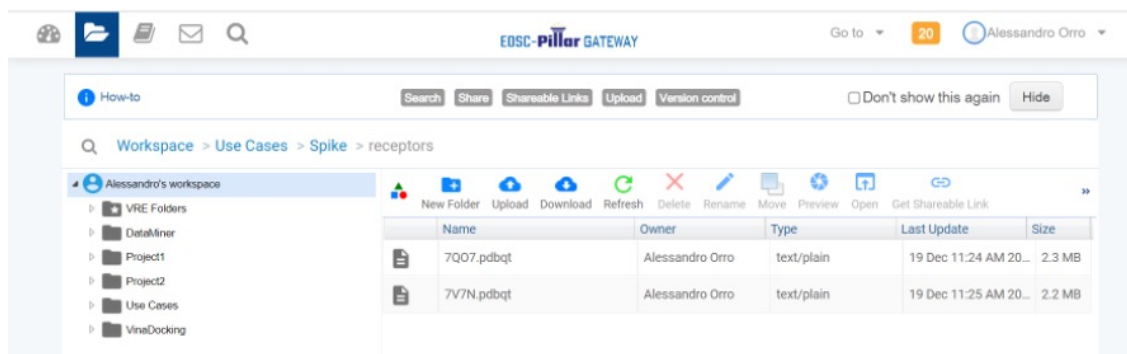 EOSC-Pillar GATEWAY
Go to
20
Alessandro Orro
i How-to
Search Share Shareable Links Upload Version control
Don't show this again
Hide
Workspace > Use Cases > Spike > receptors
Alessandro's workspace
VRE Folders
DataMiner
Project1
Project2
Use Cases
VinaDocking
New Folder Upload Download Refresh Delete Rename Move Preview Open Get Shareable Link »
Name Owner Type Last Update Size
7QO7.pdbqt Alessandro Orro text/plain 19 Dec 11:24 AM 20... 2.3 MB
7V7N.pdbqt Alessandro Orro text/plain 19 Dec 11:25 AM 20... 2.2 MB